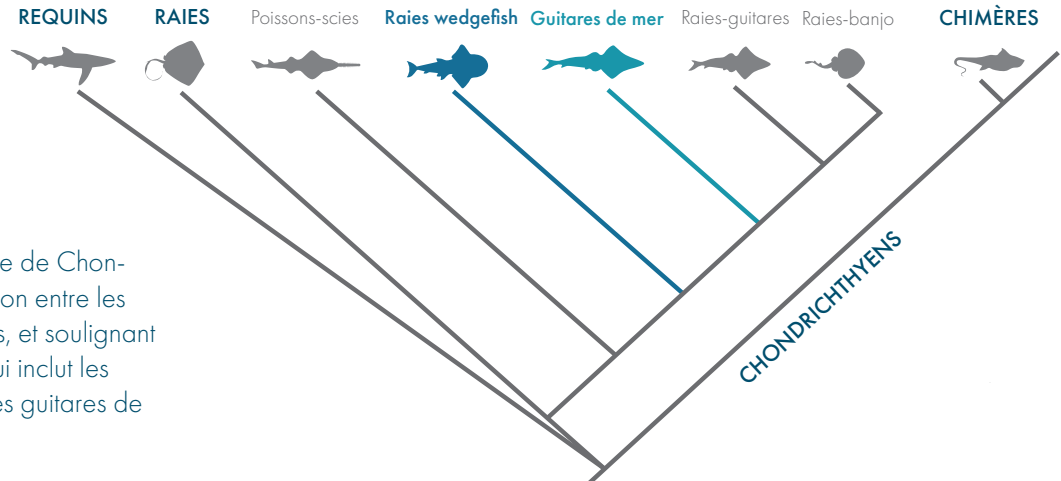 REQUINS RAIES Poissons-scies Raies wedgefish Guitares de mer Raies-guitares Raies-banjo CHIMÈRES
CHONDRICHTHYENS
e de Chon-
on entre les
s, et soulignant
ui inclut les
es guitares de